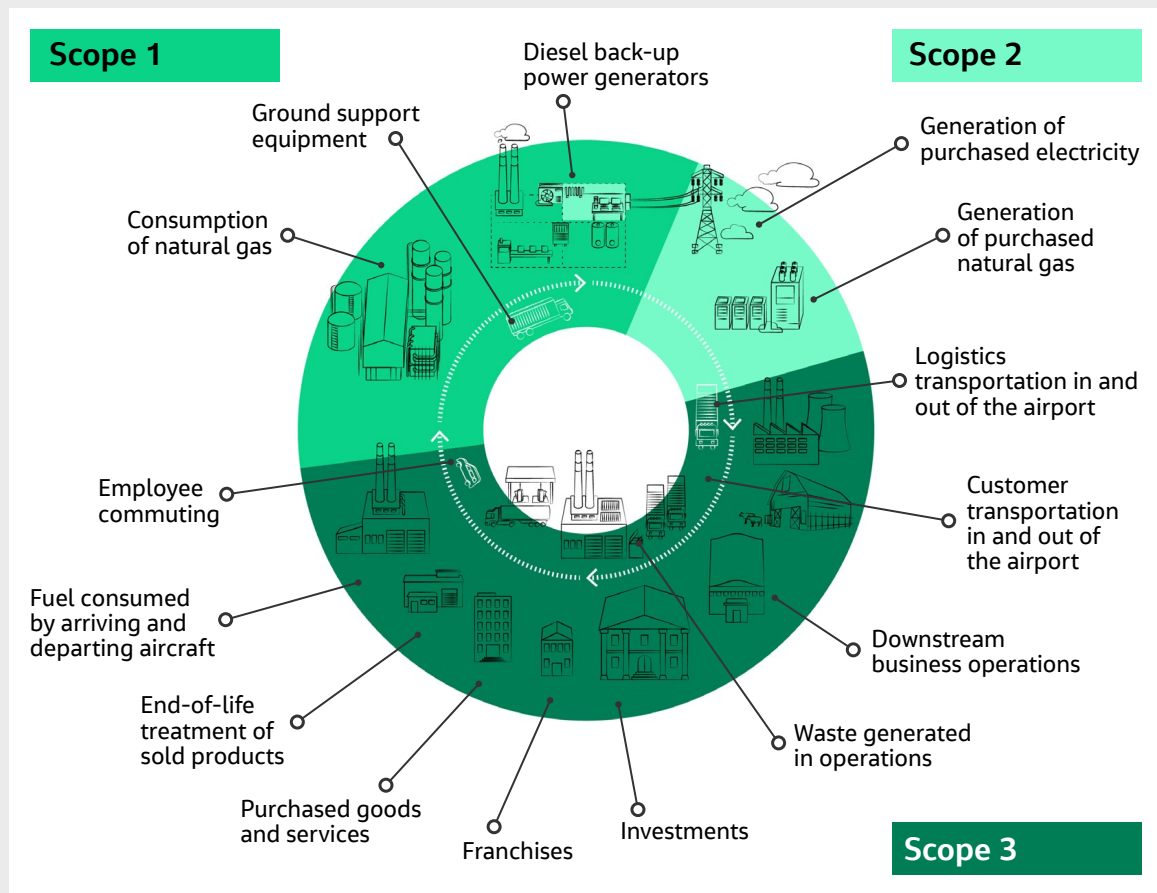 Scope 1
Diesel back-up
power generators
Scope 2
Ground support
equipment
Generation of
purchased electricity
Consumption
of natural gas
Generation
of purchased
natural gas
Logistics
transportation in and
out of the airport
Employee
commuting
Customer
transportation
in and out of
the airport
Fuel consumed
by arriving and
departing aircraft
Downstream
business operations
End-of-life
treatment of
sold products
Waste generated
in operations
Purchased goods
and services
Franchises
Investments
Scope 3